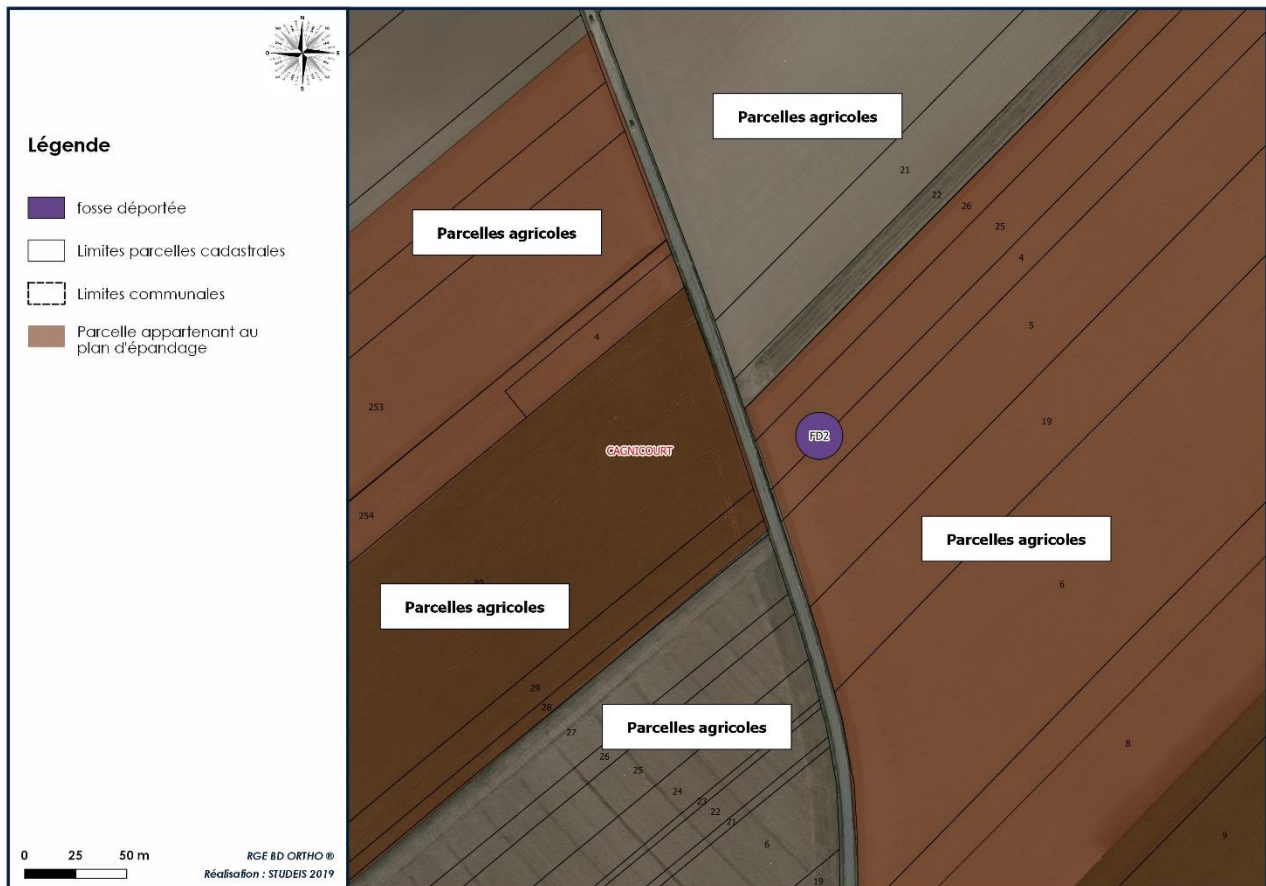 Légende
fosse déportée
Limites parcelles cadastrales
Limites communales
Parcelle appartenant au
plan d'épandage
0 25 50 m
RGE BD ORTHO ®
Réalisation : STUDEIS 2019
Parcelles agricoles
21
22
26
25
4
5
19
6
8
9
Parcelles agricoles
4
253
254
CAGNICOURT
FD2
Parcelles agricoles
Parcelles agricoles
29
28
27
Parcelles agricoles
26
25
24
23
22
21
6
19